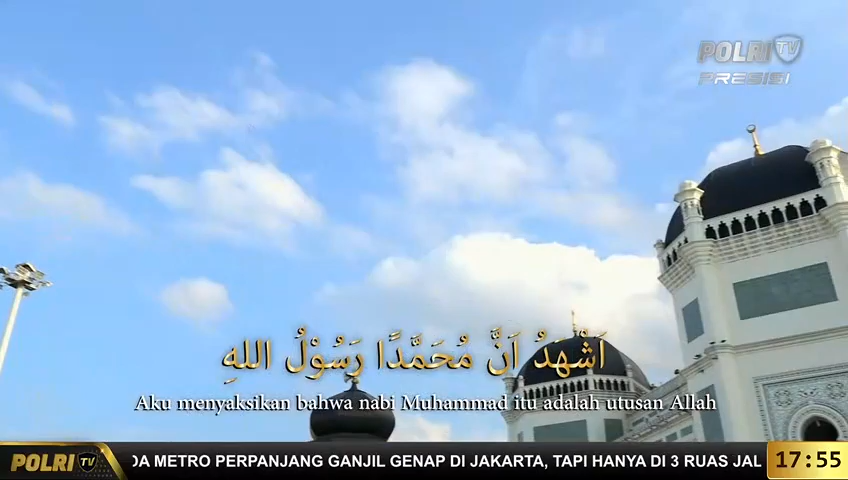 POLRI TV
PRESISI
اَشْهَدُ اَنَّ مُحَمَّدًا رَسُوْلُ اللهِ
Aku menyaksikan bahwa nabi Muhammad itu adalah utusan Allah
POLRI TV DA METRO PERPANJANG GANJIL GENAP DI JAKARTA, TAPI HANYA DI 3 RUAS JAL 17:55